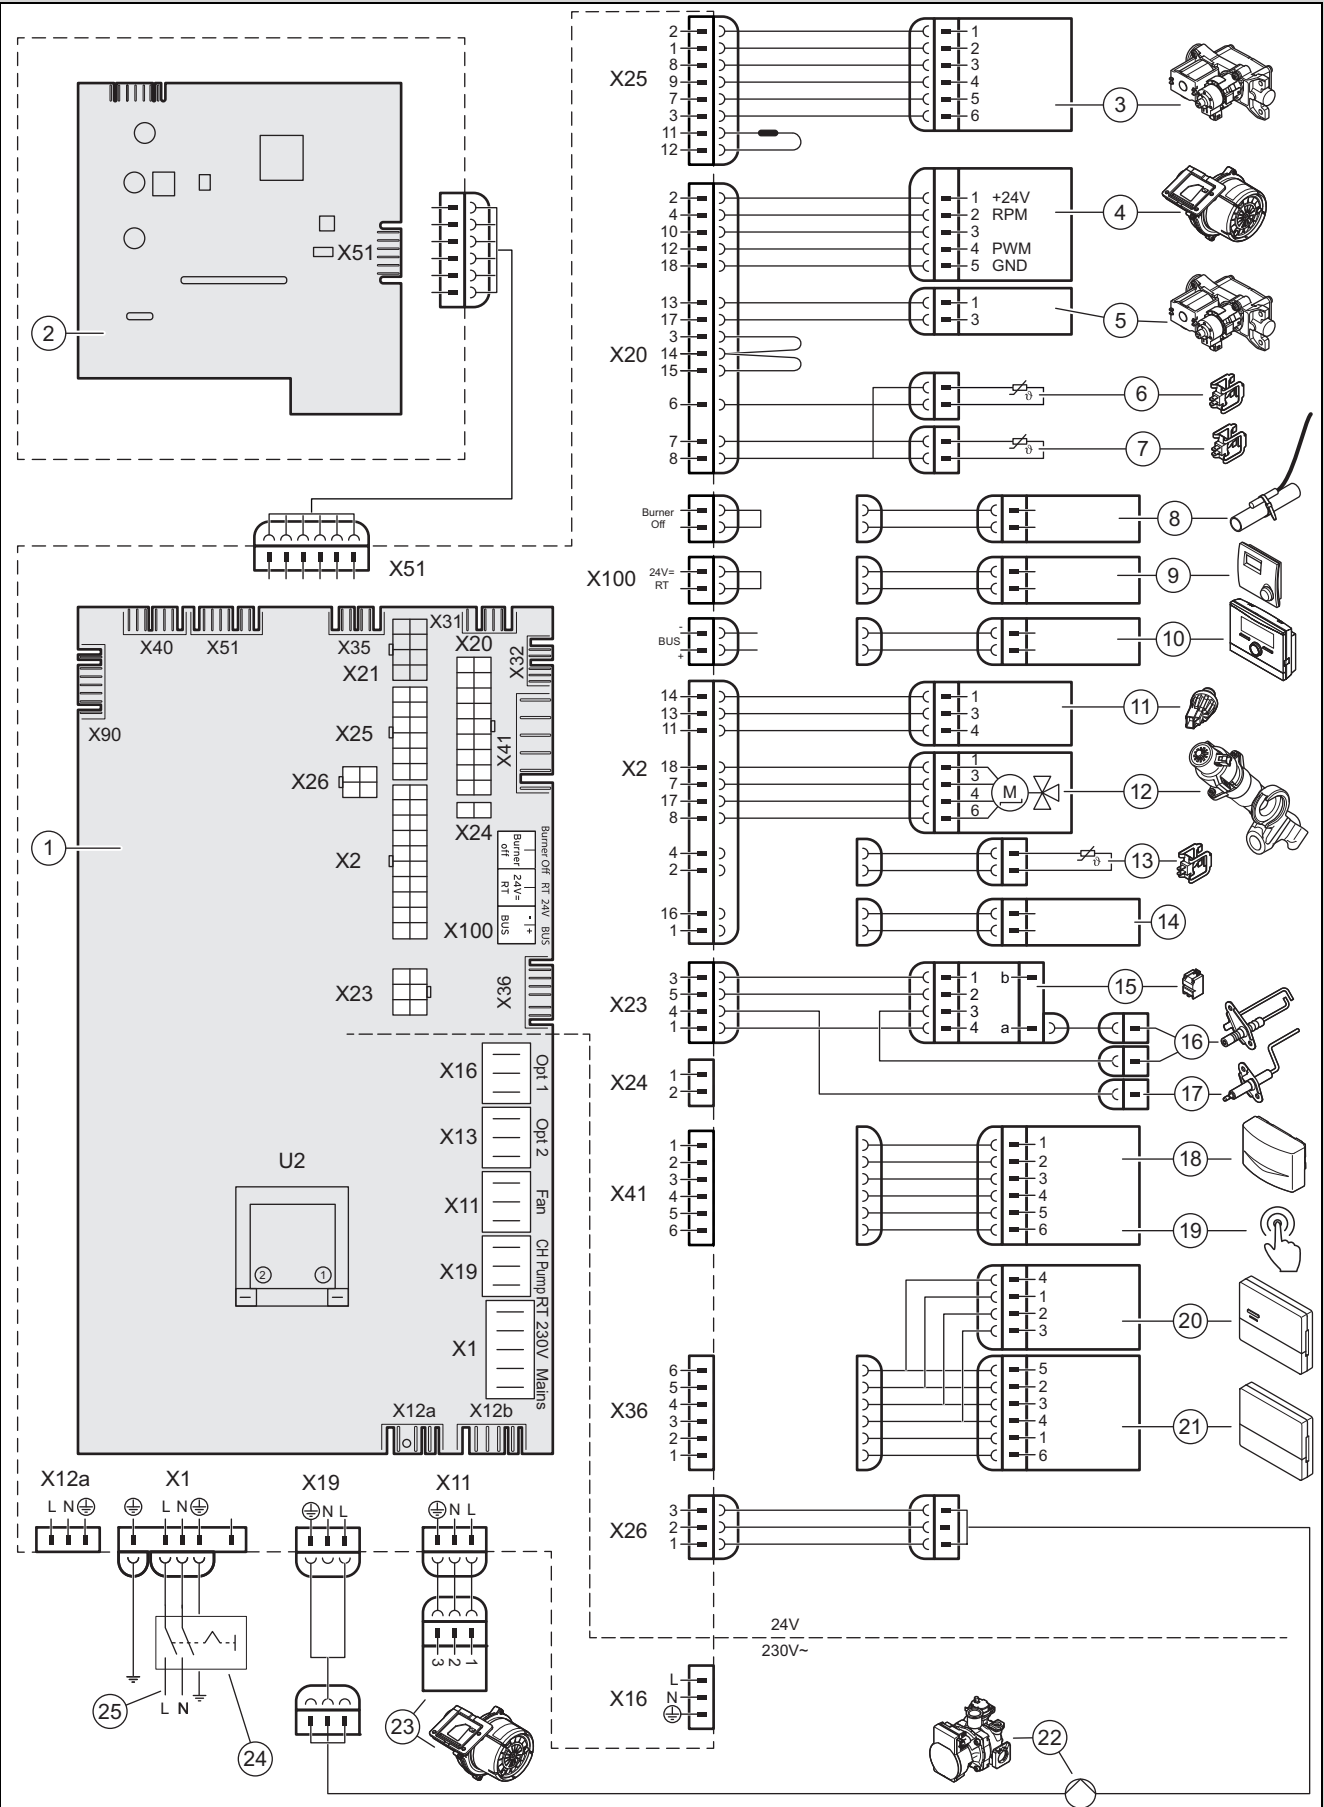 X51
2
X51
X40
X51
X35
X31
X21
X20
X32
X90
X25
X41
X26
X24
X2
1
Burner off
24V= RT
- | +
BUS
Burner Off RT 24V BUS
X100
X23
X36
X16
Opt 1
X13
Opt 2
X11
Fan
X19
CH Pump
X1
RT 230V Mains
U2
2
1
X12a
X12b
X12a
L N
X1
L N
X19
N L
X11
N L
L N
25
24
3 2 1
23
X25
2
1
8
9
7
3
11
12
1
2
3
4
5
6
3
X20
2
4
10
12
18
13
17
3
14
15
6
7
8
1 +24V
2 RPM
3
4 PWM
5 GND
4
1
3
5
ϑ
6
ϑ
7
Burner
Off
8
X100
24V=
RT
9
-
BUS
+
10
X2
14
13
11
18
7
17
8
4
2
16
1
1
3
4
11
1
3
4
6
M
12
ϑ
13
14
X23
3
5
4
1
1
2
3
4
b
a
15
16
17
X24
1
2
X41
1
2
3
4
5
6
1
2
3
4
5
6
18
19
4
1
2
3
20
X36
6
5
4
3
2
1
5
2
3
4
1
6
21
X26
3
2
1
24V
230V~
X16
L
N
22